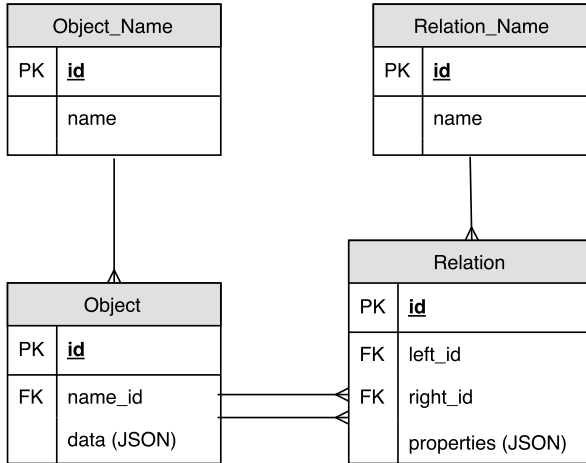 Object_Name
PK id
name
Relation_Name
PK id
name
Object
PK id
FK name_id
data (JSON)
Relation
PK id
FK left_id
FK right_id
properties (JSON)